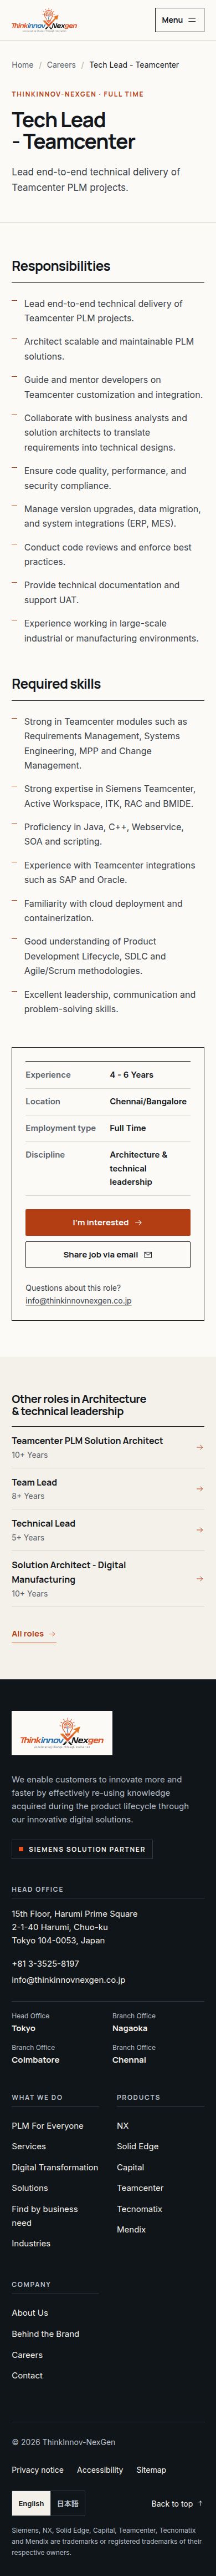 ThinkinnovXNexgen
Menu
Home / Careers / Tech Lead - Teamcenter
THINKINNOV-NEXGEN · FULL TIME
Tech Lead
- Teamcenter
Lead end-to-end technical delivery of
Teamcenter PLM projects.
Responsibilities
Lead end-to-end technical delivery of
Teamcenter PLM projects.
Architect scalable and maintainable PLM
solutions.
Guide and mentor developers on
Teamcenter customization and integration.
Collaborate with business analysts and
solution architects to translate
requirements into technical designs.
Ensure code quality, performance, and
security compliance.
Manage version upgrades, data migration,
and system integrations (ERP, MES).
Conduct code reviews and enforce best
practices.
Provide technical documentation and
support UAT.
Experience working in large-scale
industrial or manufacturing environments.
Required skills
Strong in Teamcenter modules such as
Requirements Management, Systems
Engineering, MPP and Change
Management.
Strong expertise in Siemens Teamcenter,
Active Workspace, ITK, RAC and BMIDE.
Proficiency in Java, C++, Webservice,
SOA and scripting.
Experience with Teamcenter integrations
such as SAP and Oracle.
Familiarity with cloud deployment and
containerization.
Good understanding of Product
Development Lifecycle, SDLC and
Agile/Scrum methodologies.
Excellent leadership, communication and
problem-solving skills.
Experience 4 - 6 Years
Location Chennai/Bangalore
Employment type Full Time
Discipline Architecture &
technical
leadership
I'm interested →
Share job via email
Questions about this role?
info@thinkinnovnexgen.co.jp
Other roles in Architecture
& technical leadership
Teamcenter PLM Solution Architect
10+ Years →
Team Lead
8+ Years →
Technical Lead
5+ Years →
Solution Architect - Digital
Manufacturing
10+ Years →
All roles →
ThinkinnovXNexgen
We enable customers to innovate more and
faster by effectively re-using knowledge
acquired during the product lifecycle through
our innovative digital solutions.
SIEMENS SOLUTION PARTNER
HEAD OFFICE
15th Floor, Harumi Prime Square
2-1-40 Harumi, Chuo-ku
Tokyo 104-0053, Japan
+81 3-3525-8197
info@thinkinnovnexgen.co.jp
Head Office Branch Office
Tokyo Nagaoka
Branch Office Branch Office
Coimbatore Chennai
WHAT WE DO PRODUCTS
PLM For Everyone NX
Services Solid Edge
Digital Transformation Capital
Solutions Teamcenter
Find by business
need Tecnomatix
Industries Mendix
COMPANY
About Us
Behind the Brand
Careers
Contact
© 2026 ThinkInnov-NexGen
Privacy notice Accessibility Sitemap
English 日本語 Back to top ↑
Siemens, NX, Solid Edge, Capital, Teamcenter, Tecnomatix
and Mendix are trademarks or registered trademarks of their
respective owners.